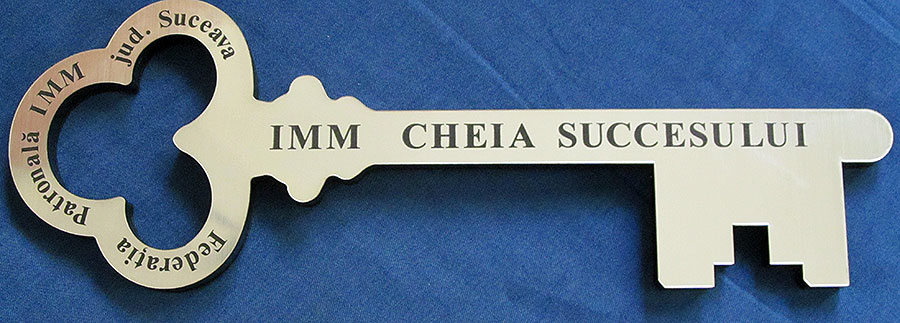 Federația Patronală IMM jud. Suceava
IMM CHEIA SUCCESULUI